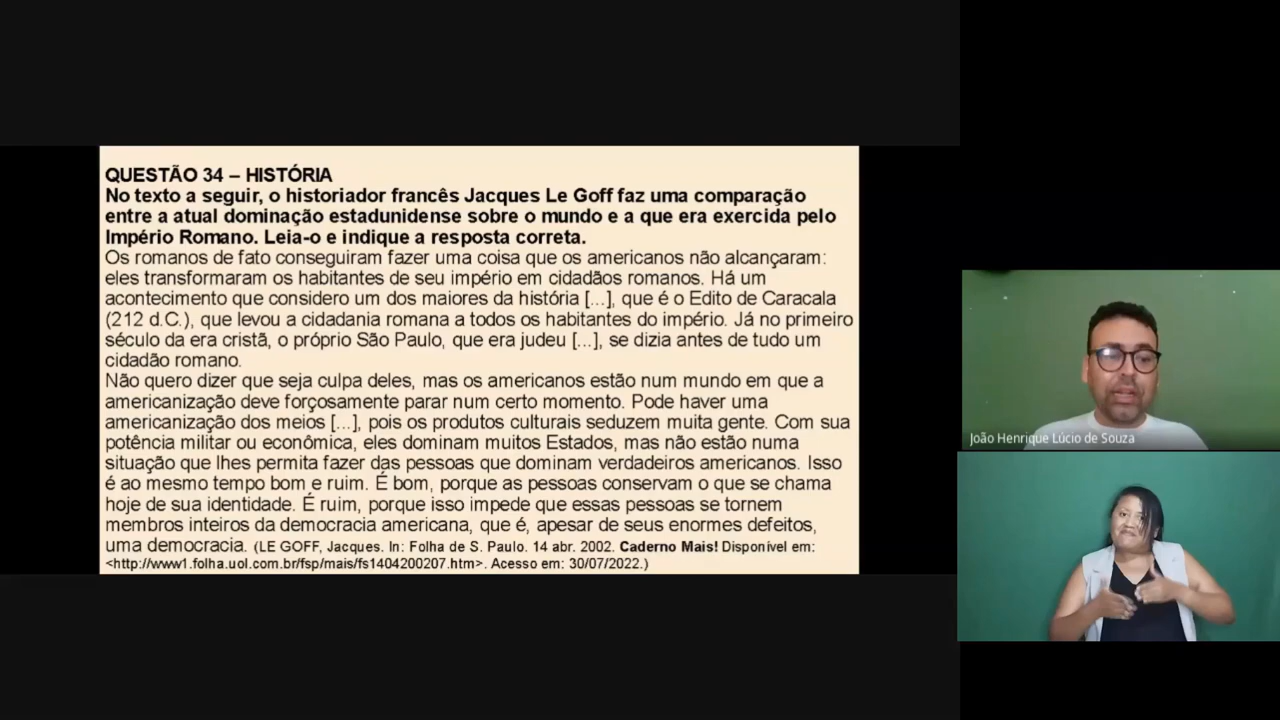 QUESTÃO 34 – HISTÓRIA
No texto a seguir, o historiador francês Jacques Le Goff faz uma comparação
entre a atual dominação estadunidense sobre o mundo e a que era exercida pelo
Império Romano. Leia-o e indique a resposta correta.
Os romanos de fato conseguiram fazer uma coisa que os americanos não alcançaram:
eles transformaram os habitantes de seu império em cidadãos romanos. Há um
acontecimento que considero um dos maiores da história [...], que é o Edito de Caracala
(212 d.C.), que levou a cidadania romana a todos os habitantes do império. Já no primeiro
século da era cristã, o próprio São Paulo, que era judeu [...], se dizia antes de tudo um
cidadão romano.
Não quero dizer que seja culpa deles, mas os americanos estão num mundo em que a
americanização deve forçosamente parar num certo momento. Pode haver uma
americanização dos meios [...], pois os produtos culturais seduzem muita gente. Com sua
potência militar ou econômica, eles dominam muitos Estados, mas não estão numa
situação que lhes permita fazer das pessoas que dominam verdadeiros americanos. Isso
é ao mesmo tempo bom e ruim. É bom, porque as pessoas conservam o que se chama
hoje de sua identidade. É ruim, porque isso impede que essas pessoas se tornem
membros inteiros da democracia americana, que é, apesar de seus enormes defeitos,
uma democracia. (LE GOFF, Jacques. In: Folha de S. Paulo. 14 abr. 2002. Caderno Mais! Disponível em:
<http://www1.folha.uol.com.br/fsp/mais/fs1404200207.htm>. Acesso em: 30/07/2022.)
João Henrique Lúcio de Souza